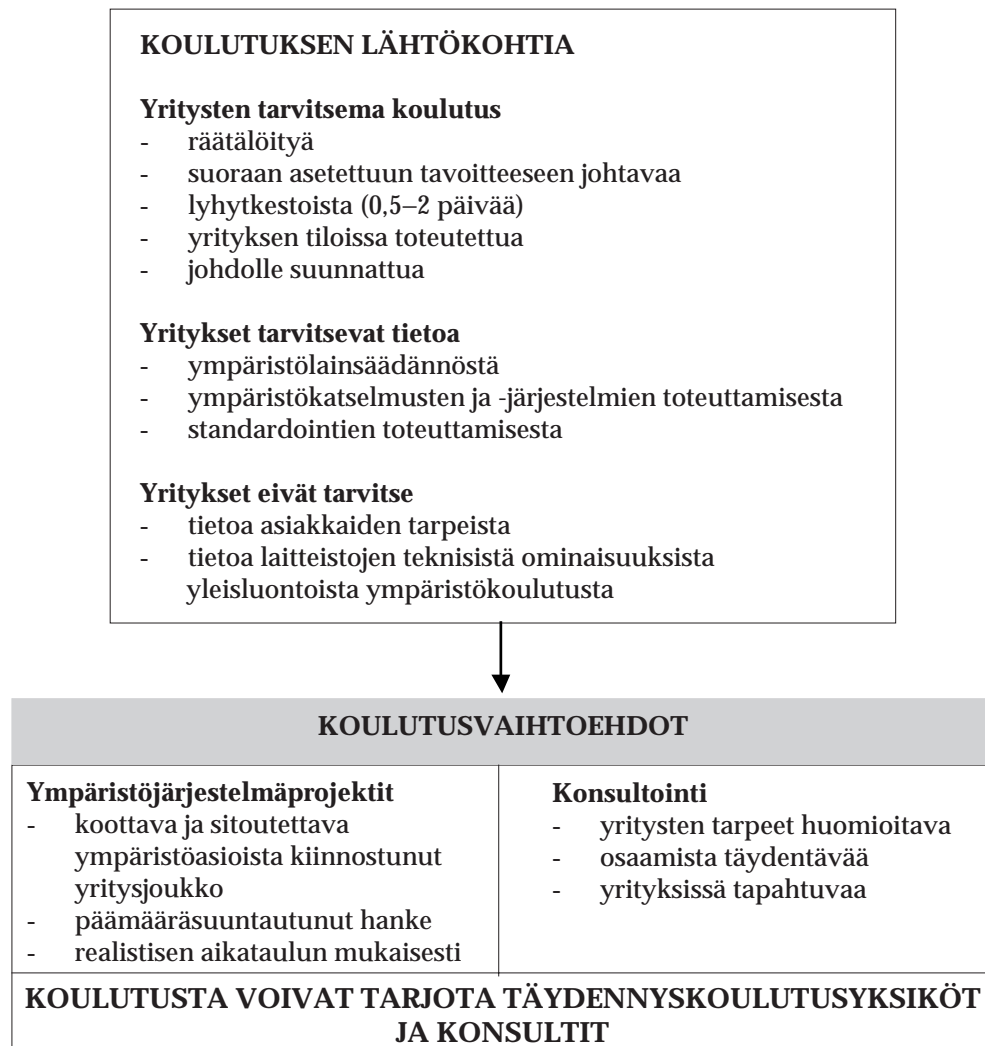 KOULUTUKSEN LÄHTÖKOHTIA
Yritysten tarvitsema koulutus
- räätälöityä
- suoraan asetettuun tavoitteeseen johtavaa
- lyhytkestoista (0,5–2 päivää)
- yrityksen tiloissa toteutettua
- johdolle suunnattua
Yritykset tarvitsevat tietoa
- ympäristölainsäädännöstä
- ympäristökatselmusten ja -järjestelmien toteuttamisesta
- standardointien toteuttamisesta
Yritykset eivät tarvitse
- tietoa asiakkaiden tarpeista
- tietoa laitteistojen teknisistä ominaisuuksista
yleisluontoista ympäristökoulutusta
KOULUTUSVAIHTOEHDOT
Ympäristöjärjestelmäprojektit
- koottava ja sitoutettava
ympäristöasioista kiinnostunut
yritysjoukko
- päämääräsuuntautunut hanke
- realistisen aikataulun mukaisesti
Konsultointi
- yritysten tarpeet huomioitava
- osaamista täydentävää
- yrityksissä tapahtuvaa
KOULUTUSTA VOIVAT TARJOTA TÄYDENNYSKOULUTUSYKSIKÖT
JA KONSULTIT